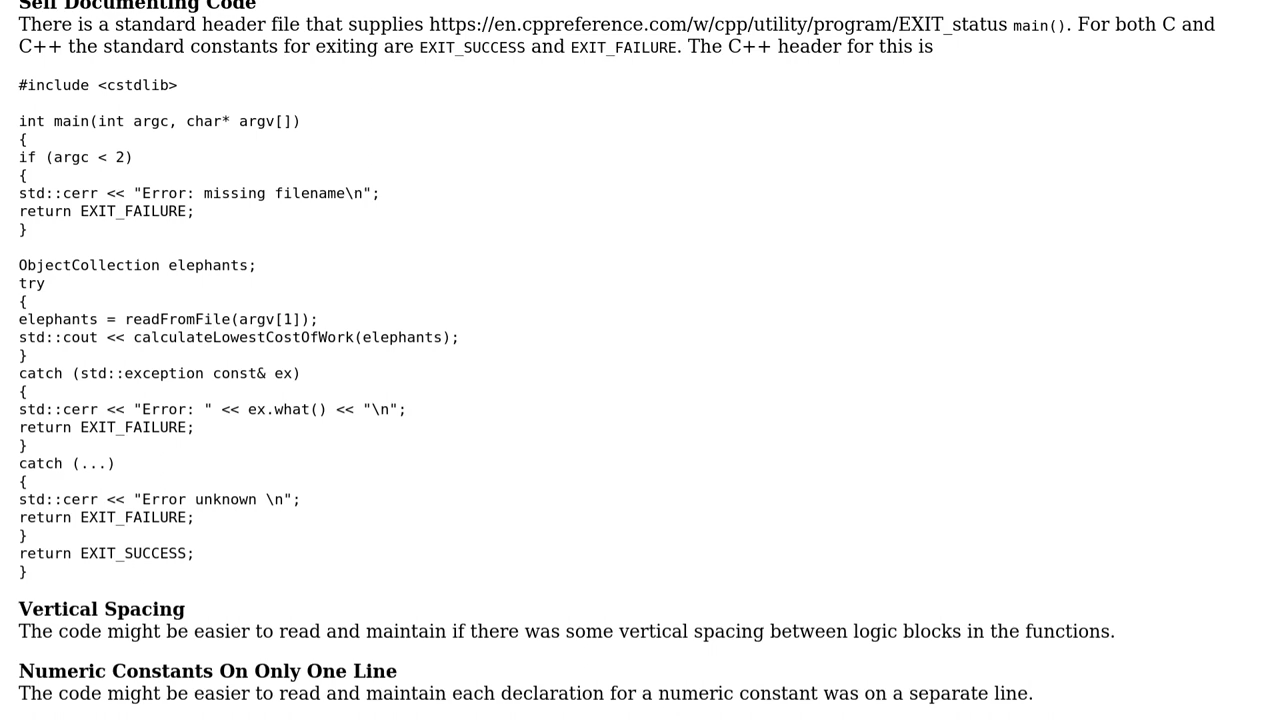 Self Documenting Code
There is a standard header file that supplies https://en.cppreference.com/w/cpp/utility/program/EXIT_status main(). For both C and
C++ the standard constants for exiting are EXIT_SUCCESS and EXIT_FAILURE. The C++ header for this is
#include <cstdlib>
int main(int argc, char* argv[])
{
if (argc < 2)
{
std::cerr << "Error: missing filename\n";
return EXIT_FAILURE;
}
ObjectCollection elephants;
try
{
elephants = readFromFile(argv[1]);
std::cout << calculateLowestCostOfWork(elephants);
}
catch (std::exception const& ex)
{
std::cerr << "Error: " << ex.what() << "\n";
return EXIT_FAILURE;
}
catch (...)
{
std::cerr << "Error unknown \n";
return EXIT_FAILURE;
}
return EXIT_SUCCESS;
}
Vertical Spacing
The code might be easier to read and maintain if there was some vertical spacing between logic blocks in the functions.
Numeric Constants On Only One Line
The code might be easier to read and maintain each declaration for a numeric constant was on a separate line.